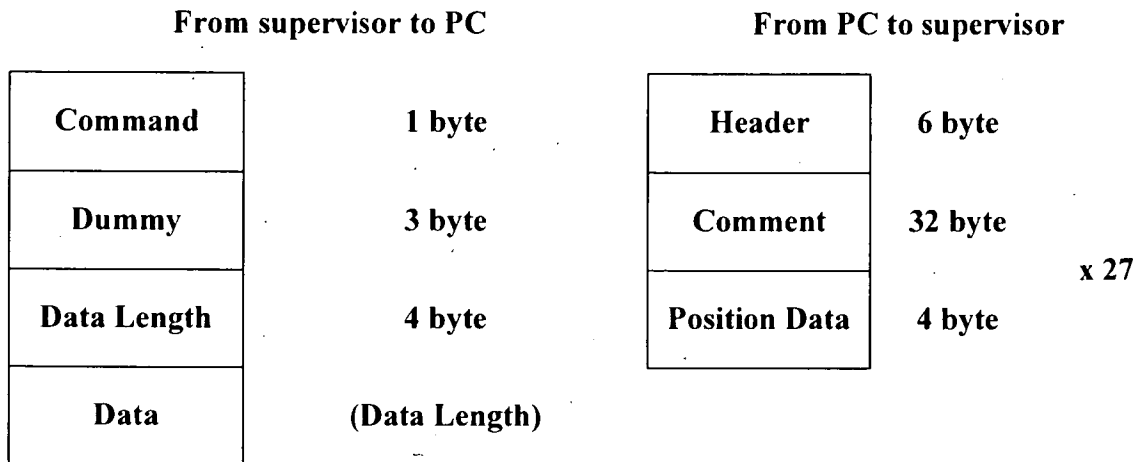 From supervisor to PC
Command 1 byte
Dummy 3 byte
Data Length 4 byte
Data (Data Length)
From PC to supervisor
Header 6 byte
Comment 32 byte
x 27
Position Data 4 byte